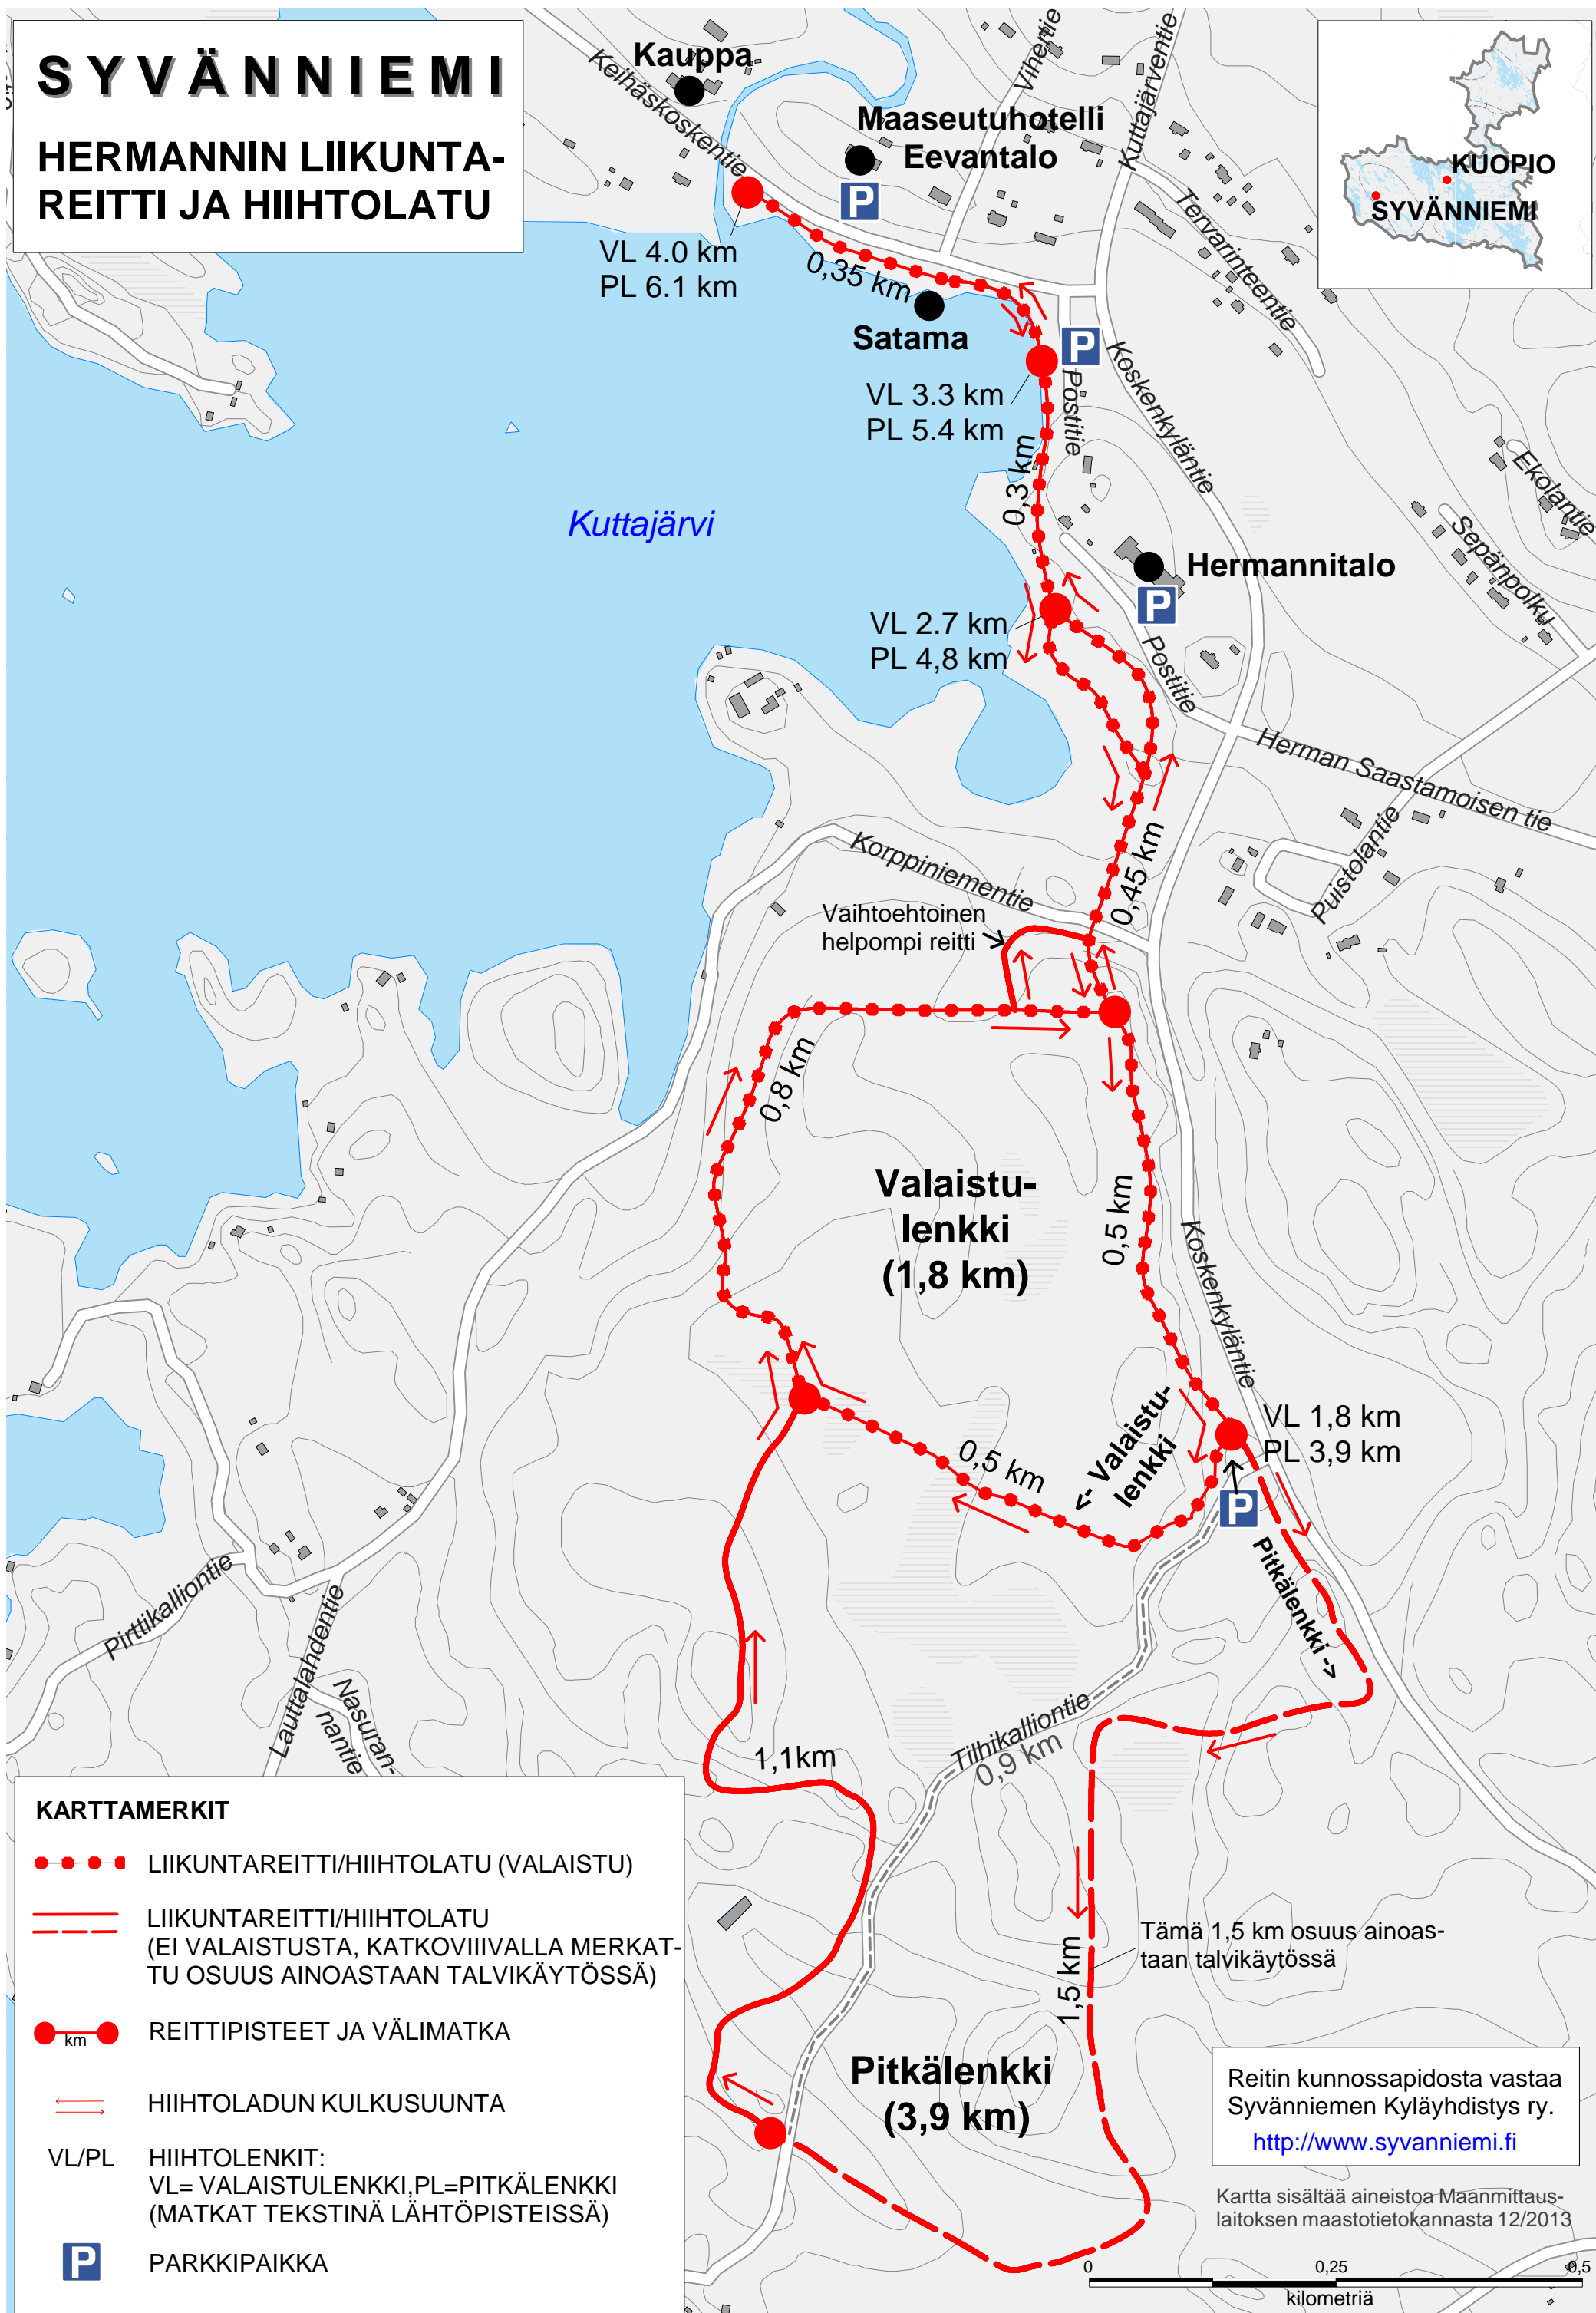 SYVÄNNIEMI
HERMANNIN LIIKUNTA-
REITTI JA HIIHTOLATU
Kauppa
Keihäskoskentie
Maaseutuhotelli
Eevantalo
P
Vihertie
Kuttajärventie
Tervarinteentie
KUOPIO
SYVÄNNIEMI
VL 4.0 km
PL 6.1 km
0,35 km
Satama
P
VL 3.3 km
PL 5.4 km
Postitie
Koskenkyläntie
0,3 km
Kuttajärvi
Ekolantie
Sepänpolku
Hermannitalo
P
VL 2.7 km
PL 4,8 km
Postitie
Herman Saastamoisen tie
Puistolantie
Korppiniementie
0,45 km
Vaihtoehtoinen
helpompi reitti
0,8 km
Valaistu-
lenkki
(1,8 km)
0,5 km
Koskenkyläntie
<- Valaistu-
lenkki
VL 1,8 km
PL 3,9 km
0,5 km
P
Pitkälenkki ->
Pirttikalliontie
Lauttalahdentie
Nasuran-
nantie
Tilhikalliontie
0,9 km
1,1km
Tämä 1,5 km osuus ainoas-
taan talvikäytössä
1,5 km
Pitkälenkki
(3,9 km)
KARTTAMERKIT
LIIKUNTAREITTI/HIIHTOLATU (VALAISTU)
LIIKUNTAREITTI/HIIHTOLATU
(EI VALAISTUSTA, KATKOVIIIVALLA MERKAT-
TU OSUUS AINOASTAAN TALVIKÄYTÖSSÄ)
km
REITTIPISTEET JA VÄLIMATKA
HIIHTOLADUN KULKUSUUNTA
VL/PL
HIIHTOLENKIT:
VL= VALAISTULENKKI,PL=PITKÄLENKKI
(MATKAT TEKSTINÄ LÄHTÖPISTEISSÄ)
P
PARKKIPAIKKA
Reitin kunnossapidosta vastaa
Syvänniemen Kyläyhdistys ry.
http://www.syvanniemi.fi
Kartta sisältää aineistoa Maanmittaus-
laitoksen maastotietokannasta 12/2013
0 0,25 0,5
kilometriä